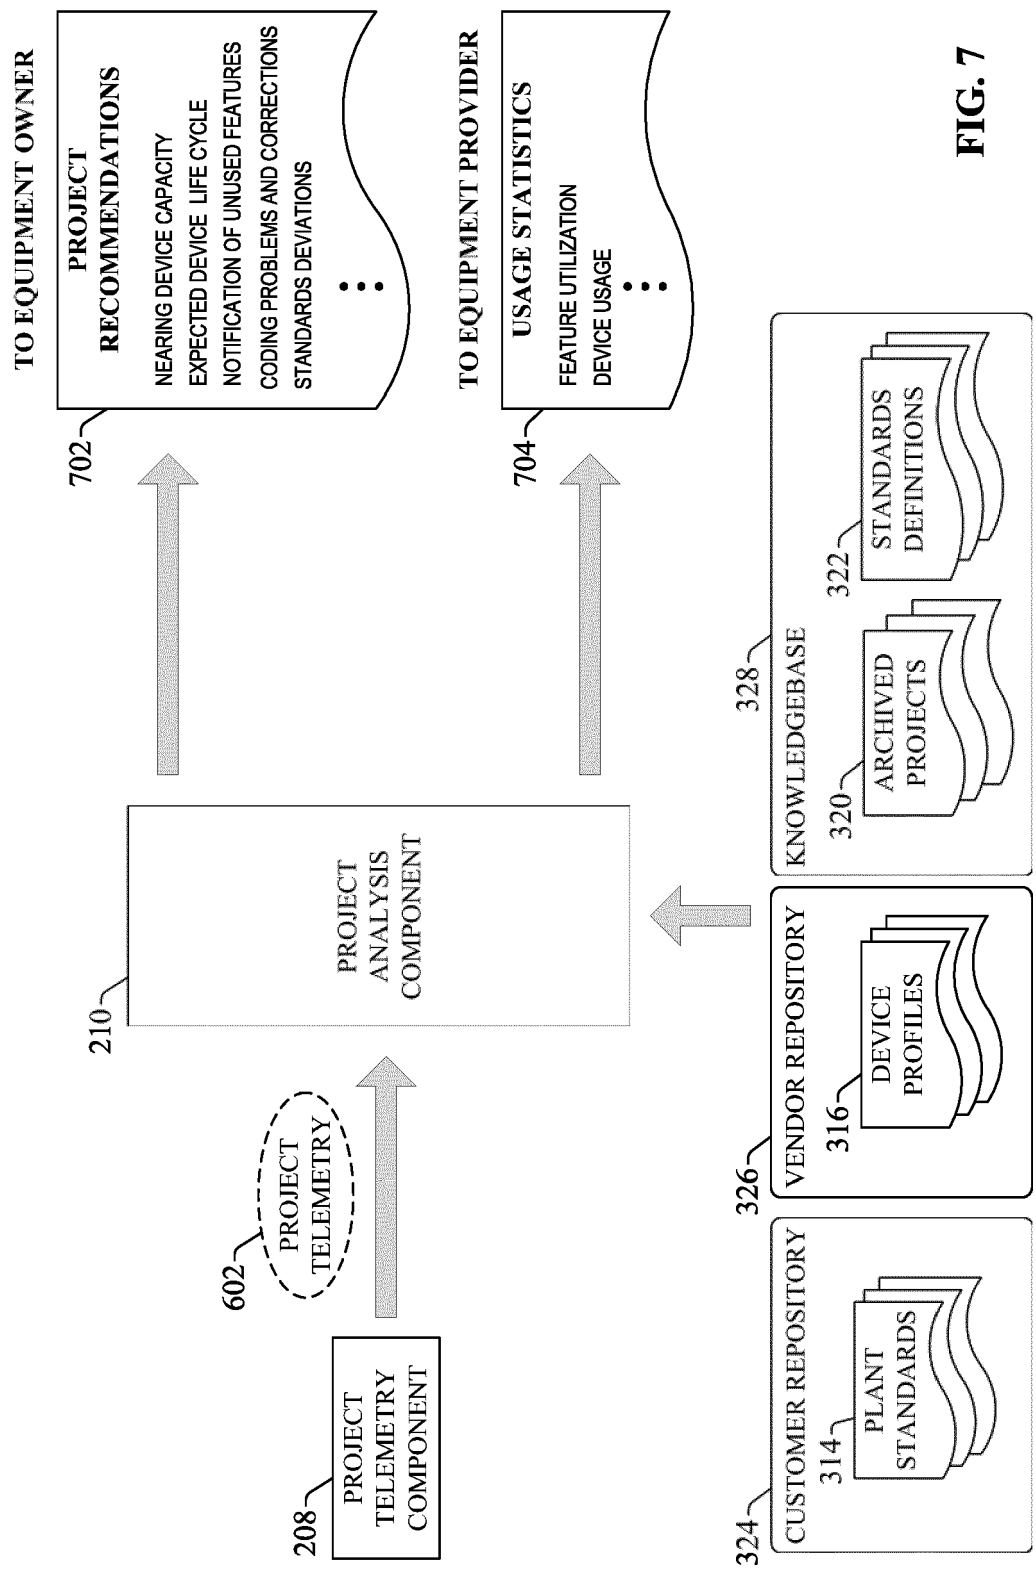 TO EQUIPMENT OWNER
702
PROJECT
RECOMMENDATIONS
NEARING DEVICE CAPACITY
EXPECTED DEVICE LIFE CYCLE
NOTIFICATION OF UNUSED FEATURES
CODING PROBLEMS AND CORRECTIONS
STANDARDS DEVIATIONS
210
PROJECT
ANALYSIS
COMPONENT
602
PROJECT
TELEMETRY
208
PROJECT
TELEMETRY
COMPONENT
TO EQUIPMENT PROVIDER
704
USAGE STATISTICS
FEATURE UTILIZATION
DEVICE USAGE
324
CUSTOMER REPOSITORY
314
PLANT
STANDARDS
326
VENDOR REPOSITORY
316
DEVICE
PROFILES
328
KNOWLEDGEBASE
320
ARCHIVED
PROJECTS
322
STANDARDS
DEFINITIONS
FIG. 7